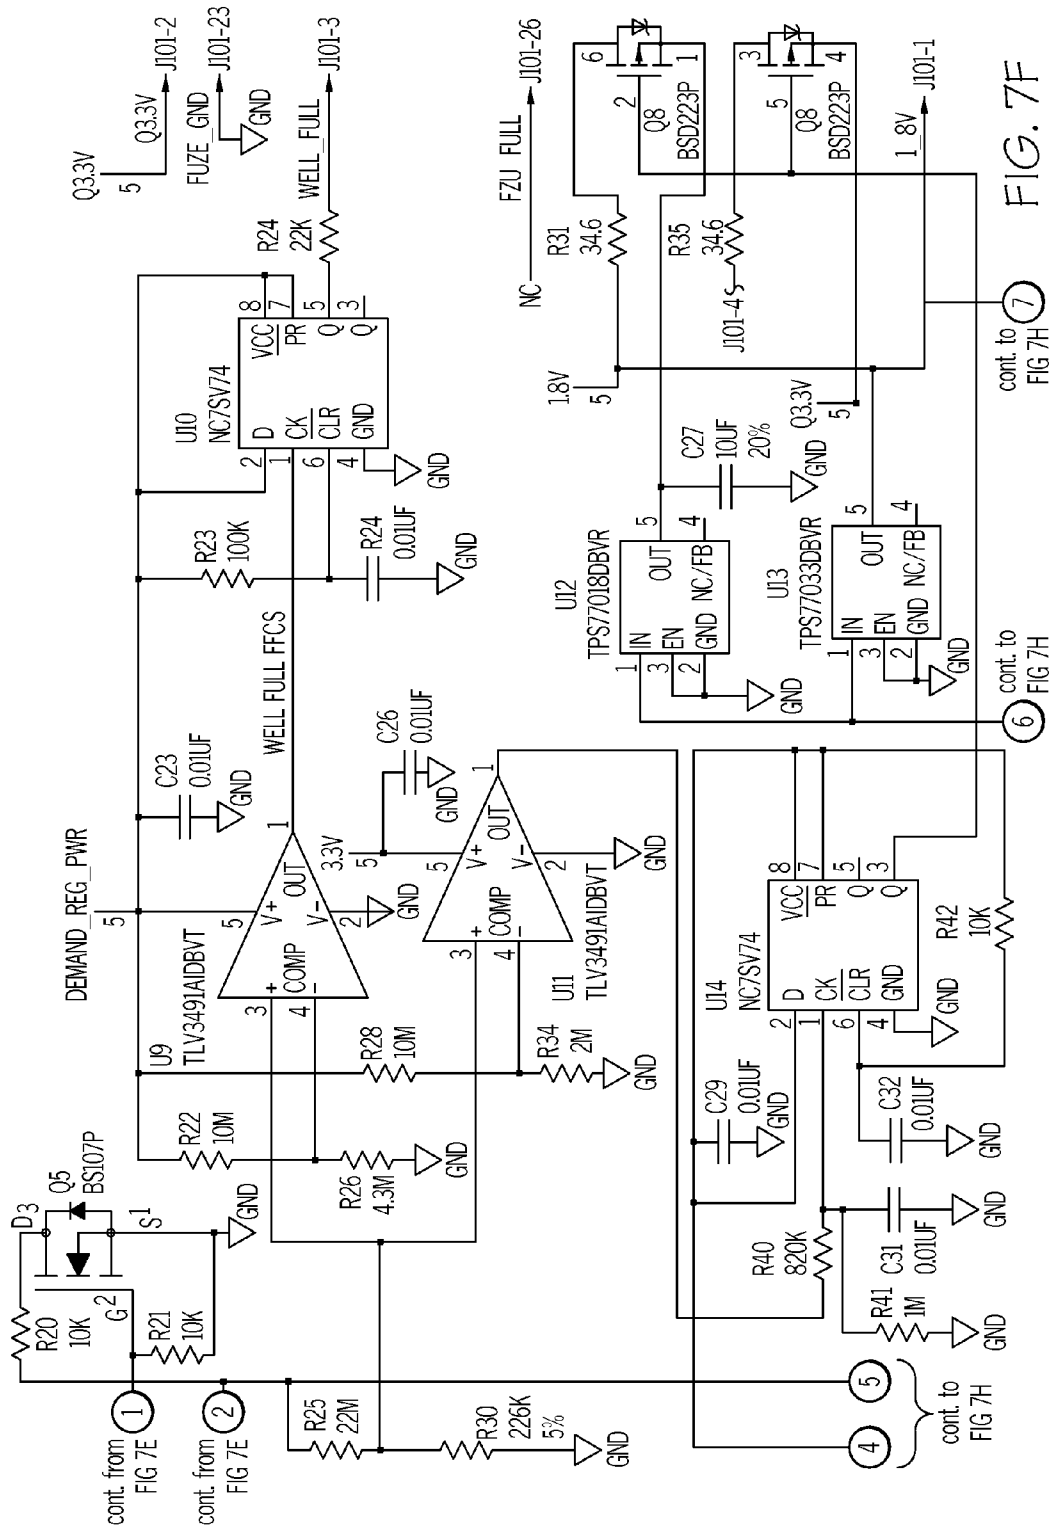 Q3.3V
5
Q3.3V
J101-2
FUZE_GND
J101-23
GND
WELL_FULL
J101-3
R24
22K
DEMAND_REG_PWR
5
C23
0.01UF
GND
U9
TLV3491AIDBVT
3
4
+
-
COMP
5
V+
OUT
1
V-
2
GND
WELL FULL FFCS
R23
100K
R24
0.01UF
GND
U10
NC7SV74
2
1
6
4
D
CK
CLR
GND
VCC
PR
Q
Q
8
7
5
3
GND
D 3
Q5
BS107P
S 1
G 2
GND
R20
10K
R21
10K
1
cont. from
FIG 7E
2
cont. from
FIG 7E
R22
10M
R26
4.3M
GND
R28
10M
R34
2M
GND
R25
22M
R30
226K
5%
GND
3.3V
5
C26
0.01UF
GND
U11
TLV3491AIDBVT
3
4
+
-
COMP
5
V+
OUT
1
V-
2
GND
NC
FZU_FULL
J101-26
R31
34.6
6
2
1
Q8
BSD223P
R35
34.6
J101-4
3
5
4
Q8
BSD223P
1.8V
5
Q3.3V
5
1_8V
J101-1
U12
TPS77018DBVR
1
3
2
IN
EN
GND
OUT
NC/FB
5
4
GND
C27
10UF
20%
GND
U13
TPS77033DBVR
1
3
2
IN
EN
GND
OUT
NC/FB
5
4
GND
6
cont. to
FIG 7H
7
cont. to
FIG 7H
C29
0.01UF
GND
U14
NC7SV74
2
1
6
4
D
CK
CLR
GND
VCC
PR
Q
Q
8
7
5
3
GND
R42
10K
R40
820K
R41
1M
GND
C31
0.01UF
GND
C32
0.01UF
GND
4
5
cont. to
FIG 7H
FIG. 7F